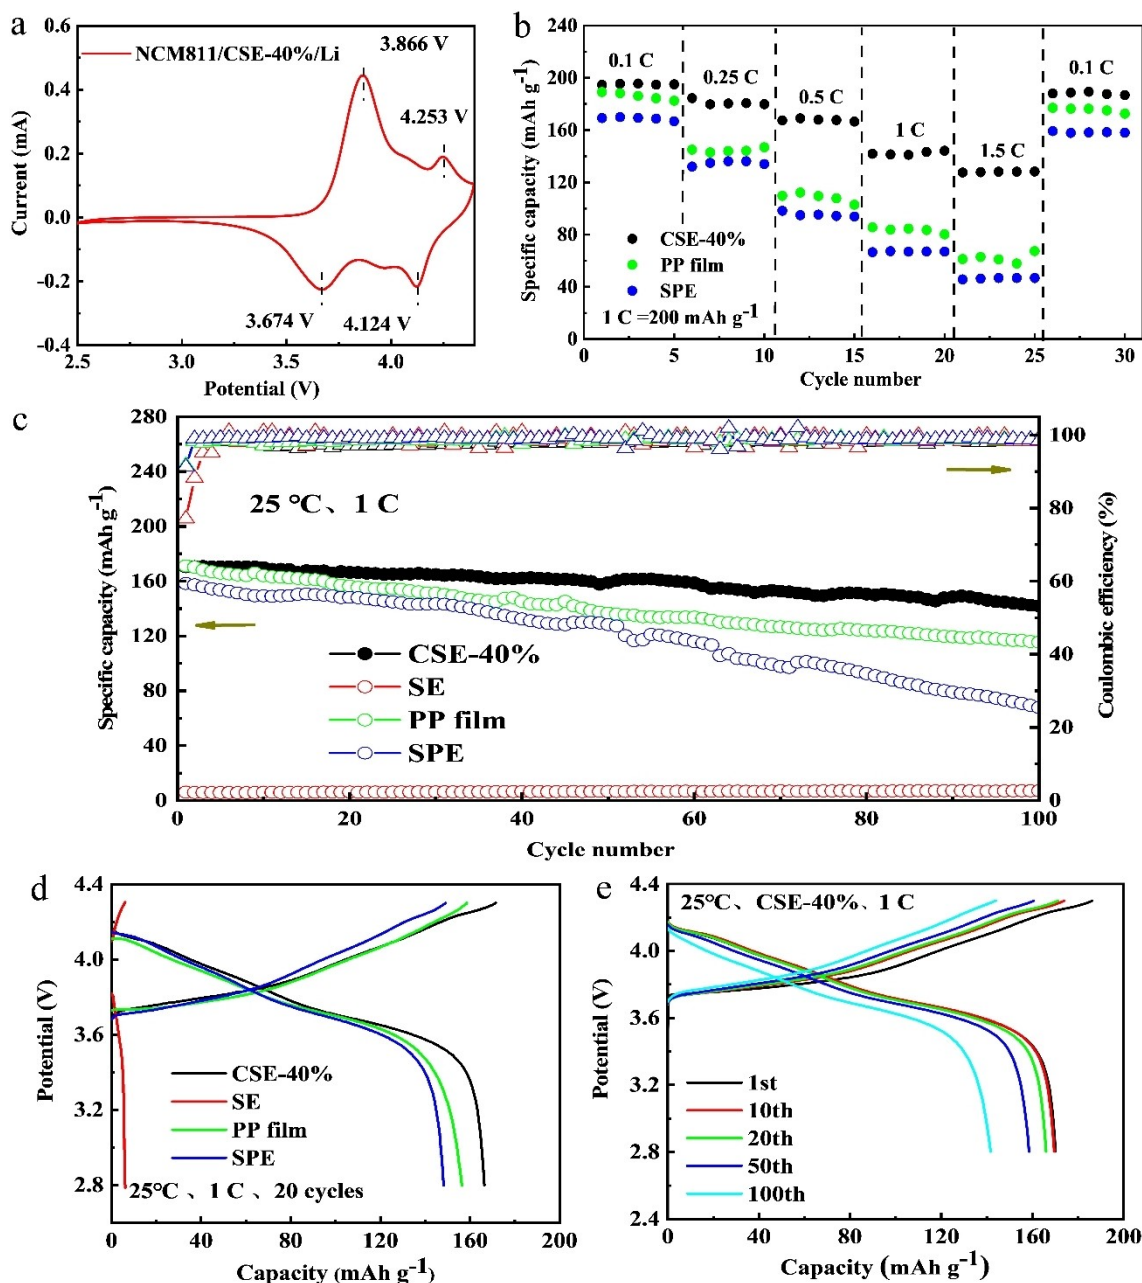 a
NCM811/CSE-40%/Li
3.866 V
4.253 V
3.674 V
4.124 V
0.6
0.4
0.2
0.0
-0.2
-0.4
Current (mA)
2.5
3.0
3.5
4.0
Potential (V)
b
0.1 C
0.25 C
0.5 C
1 C
1.5 C
0.1 C
CSE-40%
PP film
SPE
1 C =200 mAh g-1
240
200
160
120
80
40
0
Specific capacity (mAh g-1)
0
5
10
15
20
25
30
Cycle number
c
25 ℃、1 C
CSE-40%
SE
PP film
SPE
280
240
200
160
120
80
40
0
Specific capacity (mAh g-1)
100
80
60
40
20
0
Coulombic efficiency (%)
0
20
40
60
80
100
Cycle number
d
4.4
4.0
3.6
3.2
2.8
Potential (V)
CSE-40%
SE
PP film
SPE
25℃、1 C、20 cycles
0
40
80
120
160
200
Capacity (mAh g-1)
e
25℃、CSE-40%、1 C
4.4
4.0
3.6
3.2
2.8
2.4
Potential (V)
1st
10th
20th
50th
100th
0
40
80
120
160
200
Capacity (mAh g-1)